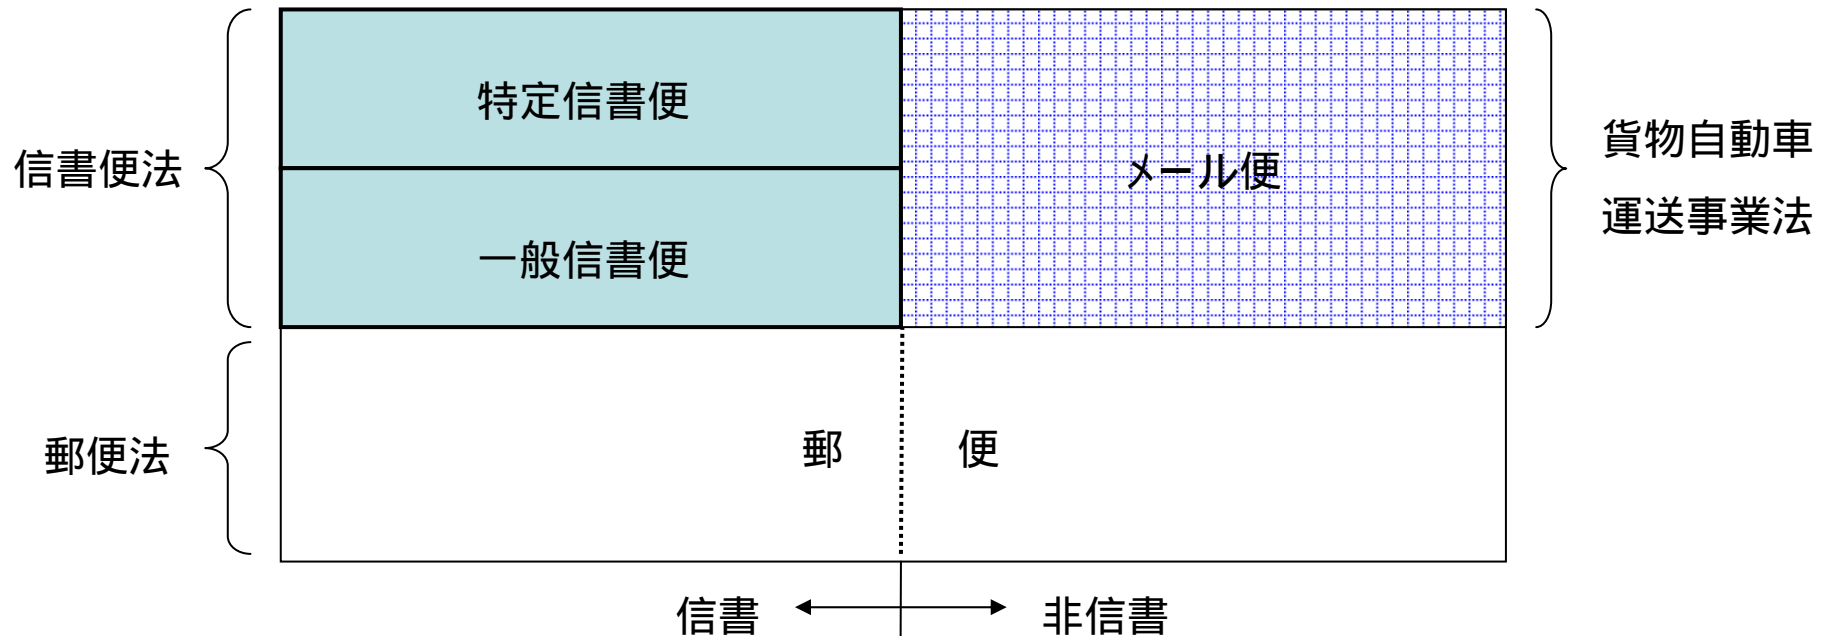 特定信書便
信書便法
メール便
貨物自動車
運送事業法
一般信書便
郵便法
郵 便
信書
非信書